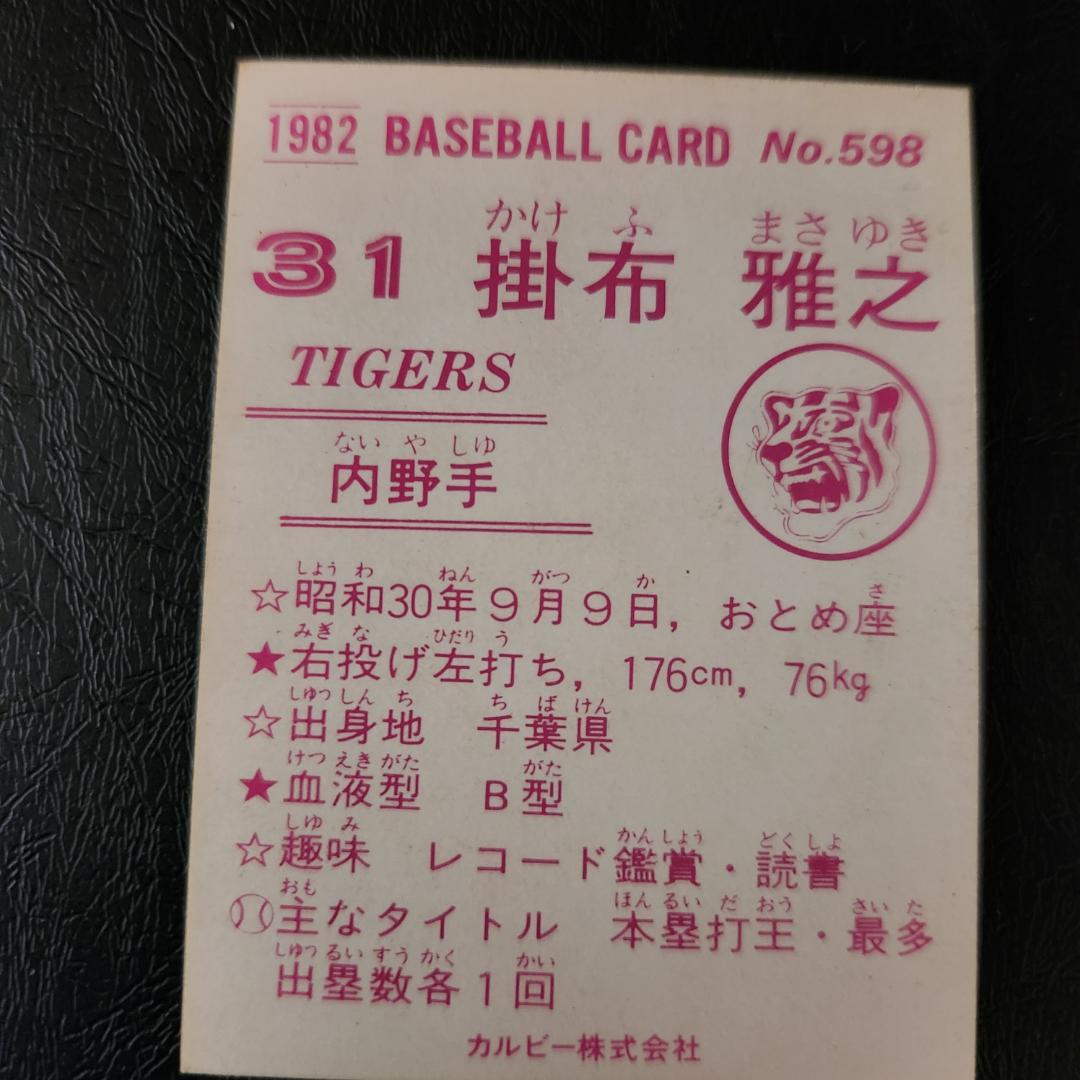 1982 BASEBALL CARD No.598
かけ ふ まさ ゆき
31 掛布 雅之
TIGERS
ない や しゆ
内野手
しよう わ ねん がつ か さ
☆昭和30年9月9日, おとめ座
みぎ な ひだり う
★右投げ左打ち, 176cm, 76kg
しゆつ しん ち ち ば けん
☆出身地 千葉県
けつ えき がた がた
★血液型 B型
しゆ み かん しよう どく しよ
☆趣味 レコード鑑賞・読書
おも ほん るい だ おう さい た
主なタイトル 本塁打王・最多
しゆつ るい すう かく かい
出塁数各1回
カルビー株式会社